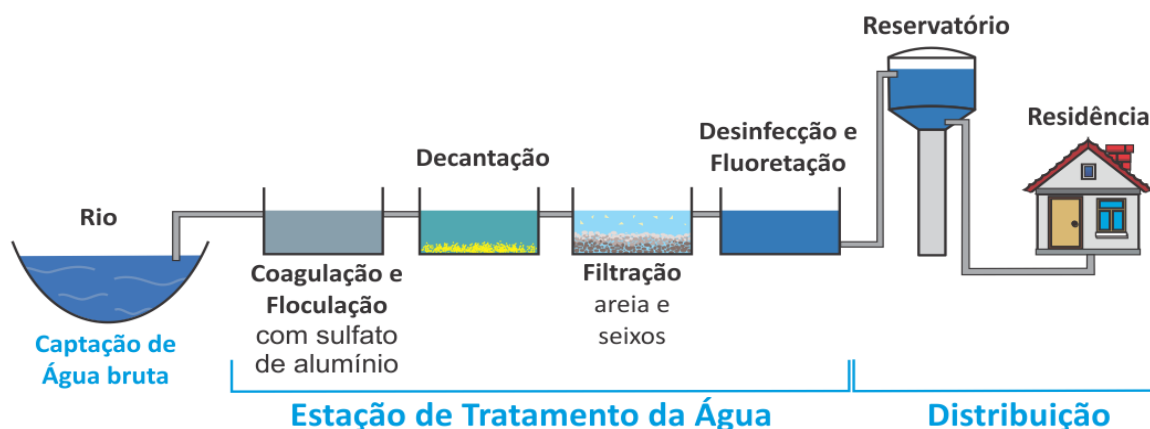 Reservatório
Residência
Desinfecção e
Fluoretação
Decantação
Rio
Coagulação e
Floculação
com sulfato
de alumínio
Filtração
areia e
seixos
Captação de
Água bruta
Estação de Tratamento da Água
Distribuição